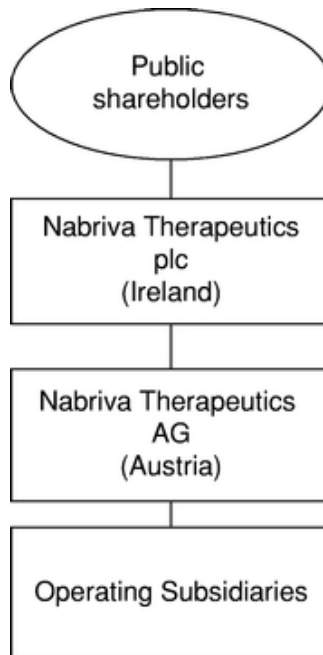 Public
shareholders
Nabriva Therapeutics
plc
(Ireland)
Nabriva Therapeutics
AG
(Austria)
Operating Subsidiaries